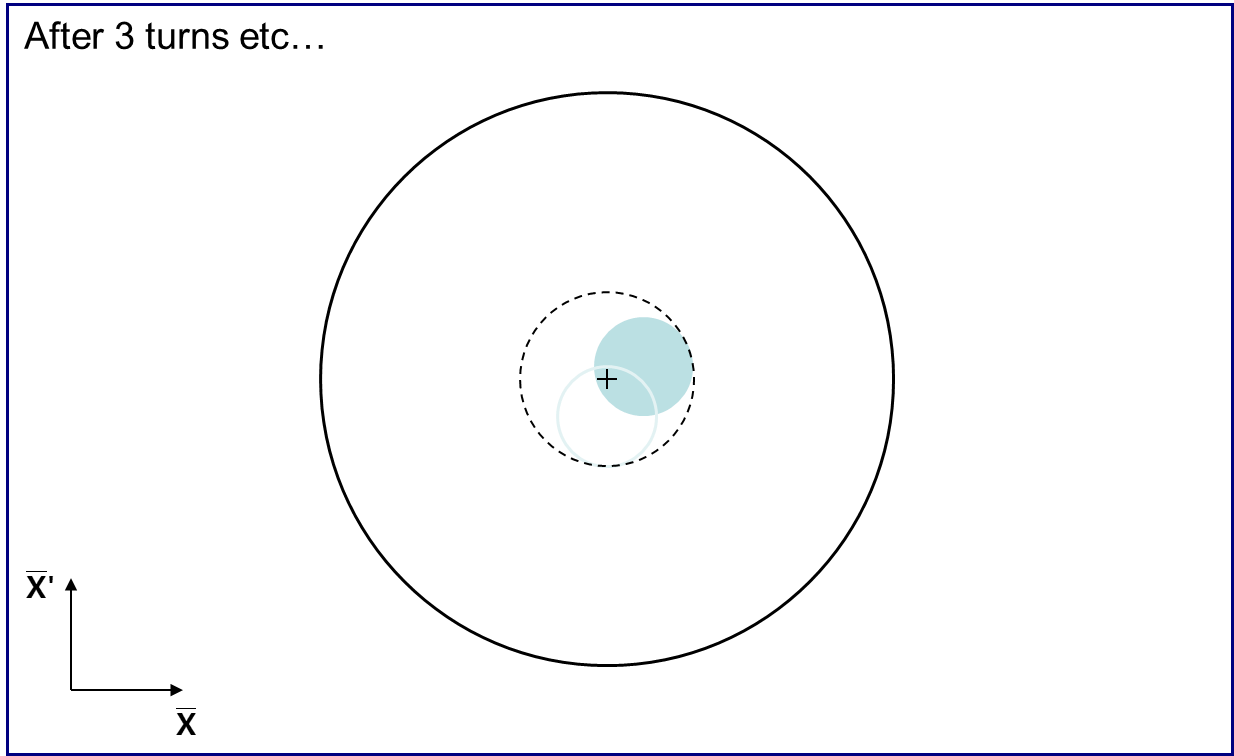 After 3 turns etc…
X̅'
X̅